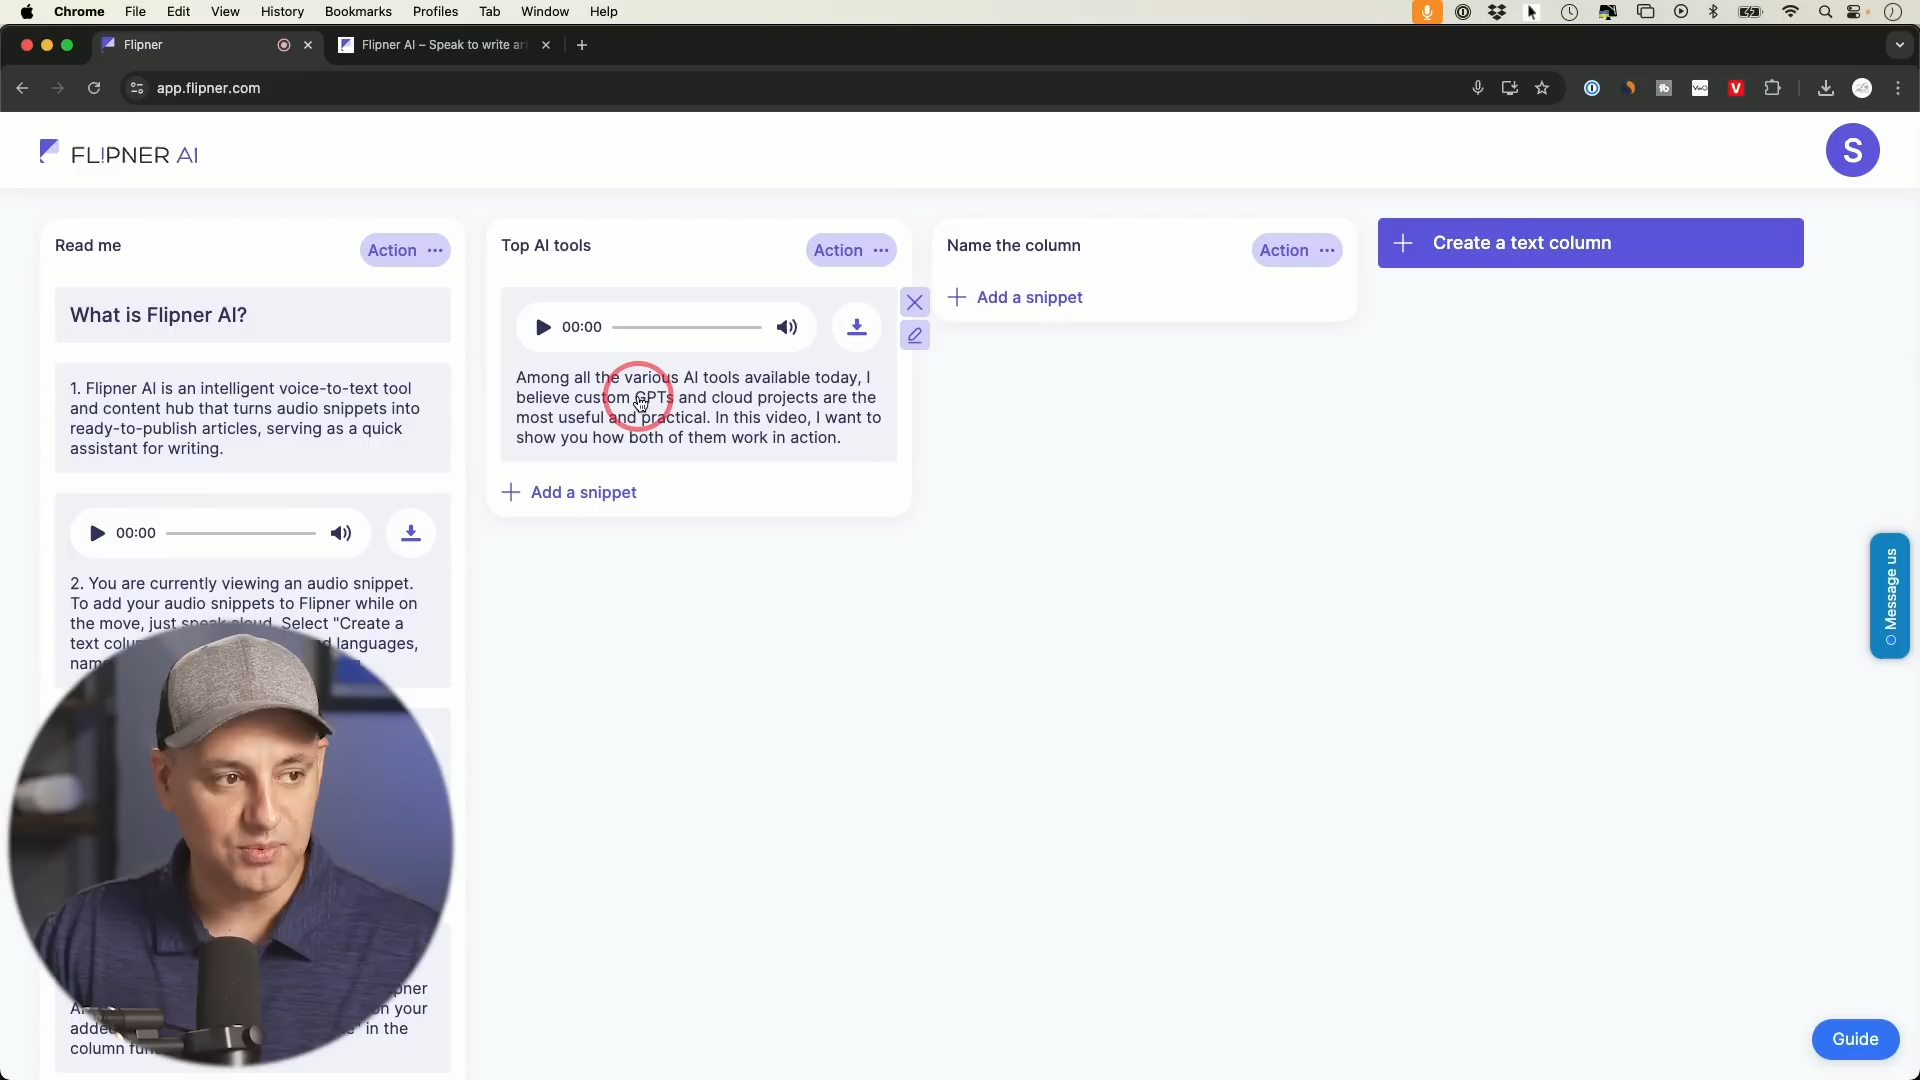 Chrome File Edit View History Bookmarks Profiles Tab Window Help
Flipner
Flipner AI – Speak to write ar
app.flipner.com
FL!PNER AI
S
Read me
Action
What is Flipner AI?
1. Flipner AI is an intelligent voice-to-text tool
and content hub that turns audio snippets into
ready-to-publish articles, serving as a quick
assistant for writing.
00:00
2. You are currently viewing an audio snippet.
To add your audio snippets to Flipner while on
the move, just speak aloud. Select "Create a
text languages,
column
Top AI tools
Action
00:00
Among all the various AI tools available today, I
believe custom GPTs and cloud projects are the
most useful and practical. In this video, I want to
show you how both of them work in action.
Add a snippet
Name the column
Action
Add a snippet
Create a text column
Message us
Guide